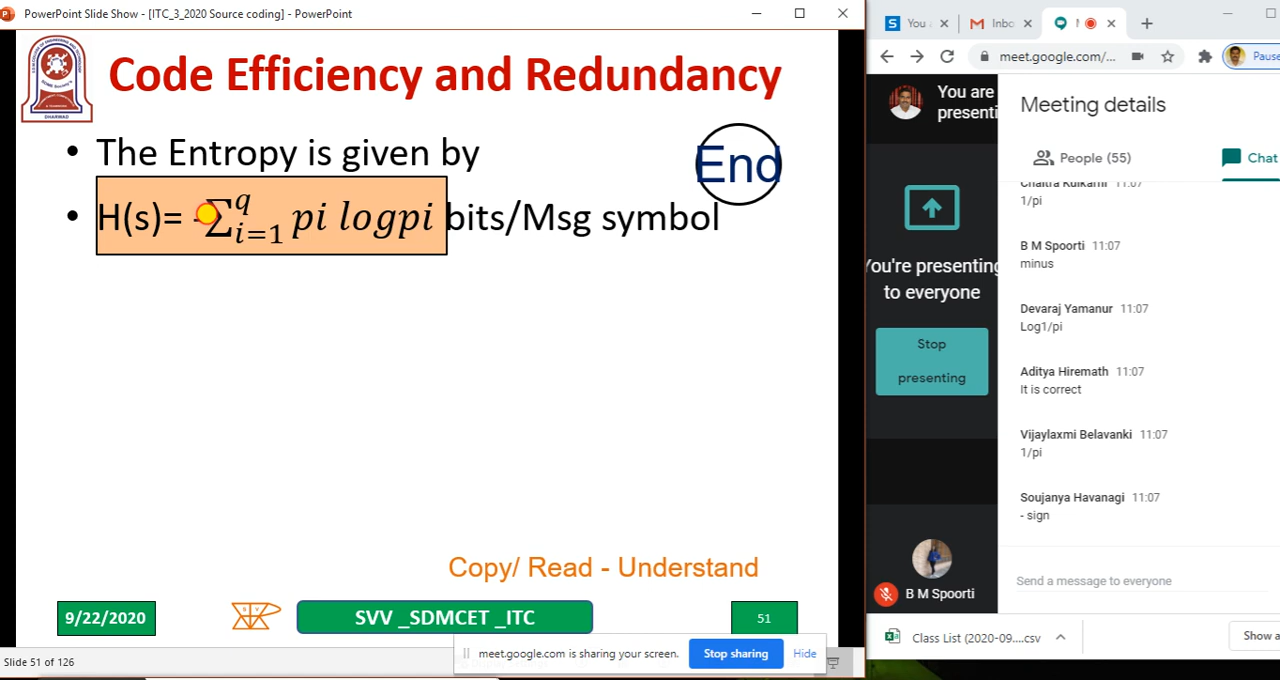 PowerPoint Slide Show - [ITC_3_2020 Source coding] - PowerPoint
Code Efficiency and Redundancy
• The Entropy is given by
End
• H(s)= -∑_{i=1}^{q} pi logpi bits/Msg symbol
Copy/ Read - Understand
9/22/2020
SVV _SDMCET _ITC
51
Slide 51 of 126
meet.google.com is sharing your screen.
Stop sharing
Hide
You
Inbo
meet.google.com/...
Pause
You are
presenti
You're presenting
to everyone
Stop
presenting
B M Spoorti
Meeting details
People (55)
Chat
Chaitra Kulkarni 11:07
1/pi
B M Spoorti 11:07
minus
Devaraj Yamanur 11:07
Log1/pi
Aditya Hiremath 11:07
It is correct
Vijaylaxmi Belavanki 11:07
1/pi
Soujanya Havanagi 11:07
- sign
Send a message to everyone
Class List (2020-09....csv
Show a